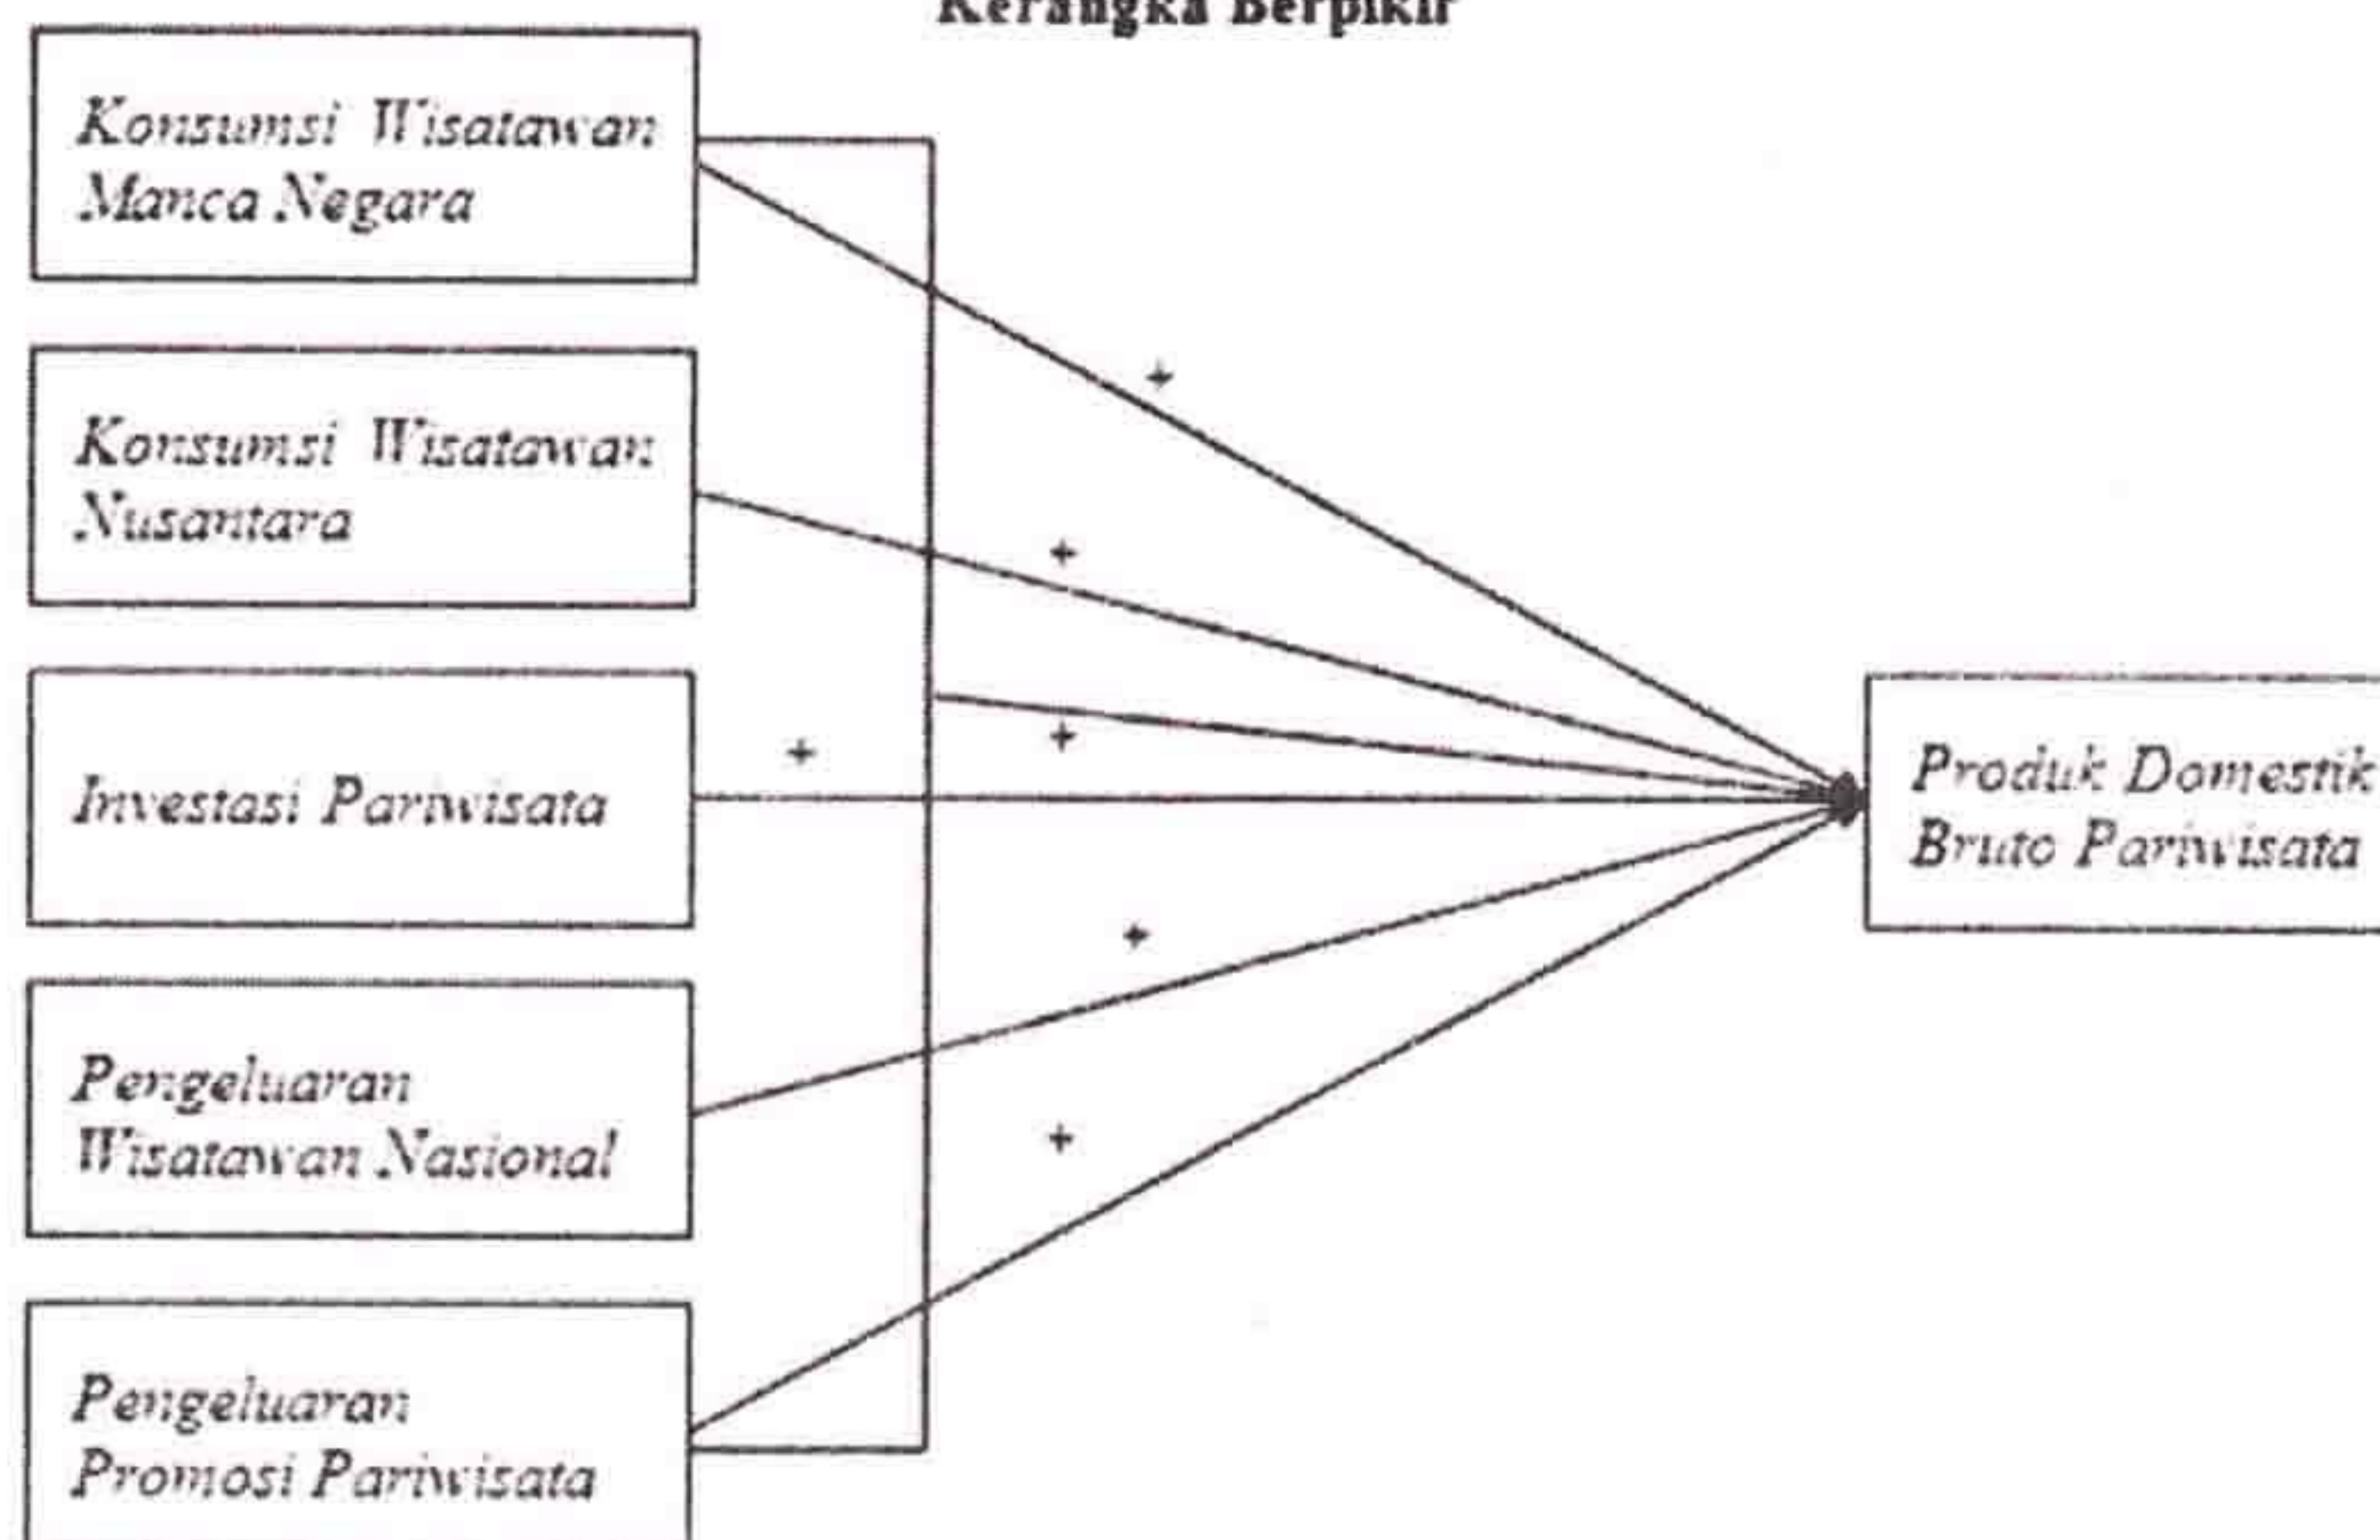 Kerangka Berpikir
Konsumsi Wisatawan
Manca Negara
+
Konsumsi Wisatawan
Nusantara
+
+
+
Investasi Pariwisata
Produk Domestik
Bruto Pariwisata
+
Pengeluaran
Wisatawan Nasional
+
Pengeluaran
Promosi Pariwisata